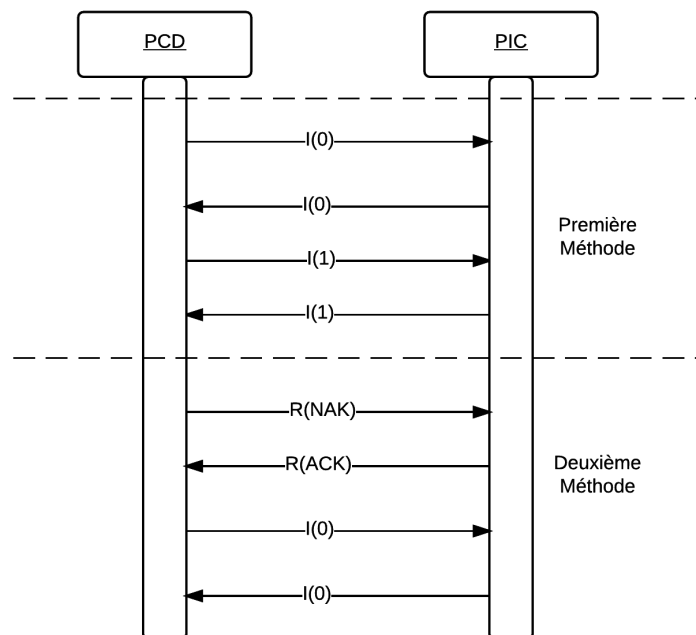 PCD
PIC
I(0)
I(0)
Première
Méthode
I(1)
I(1)
R(NAK)
R(ACK)
Deuxième
Méthode
I(0)
I(0)